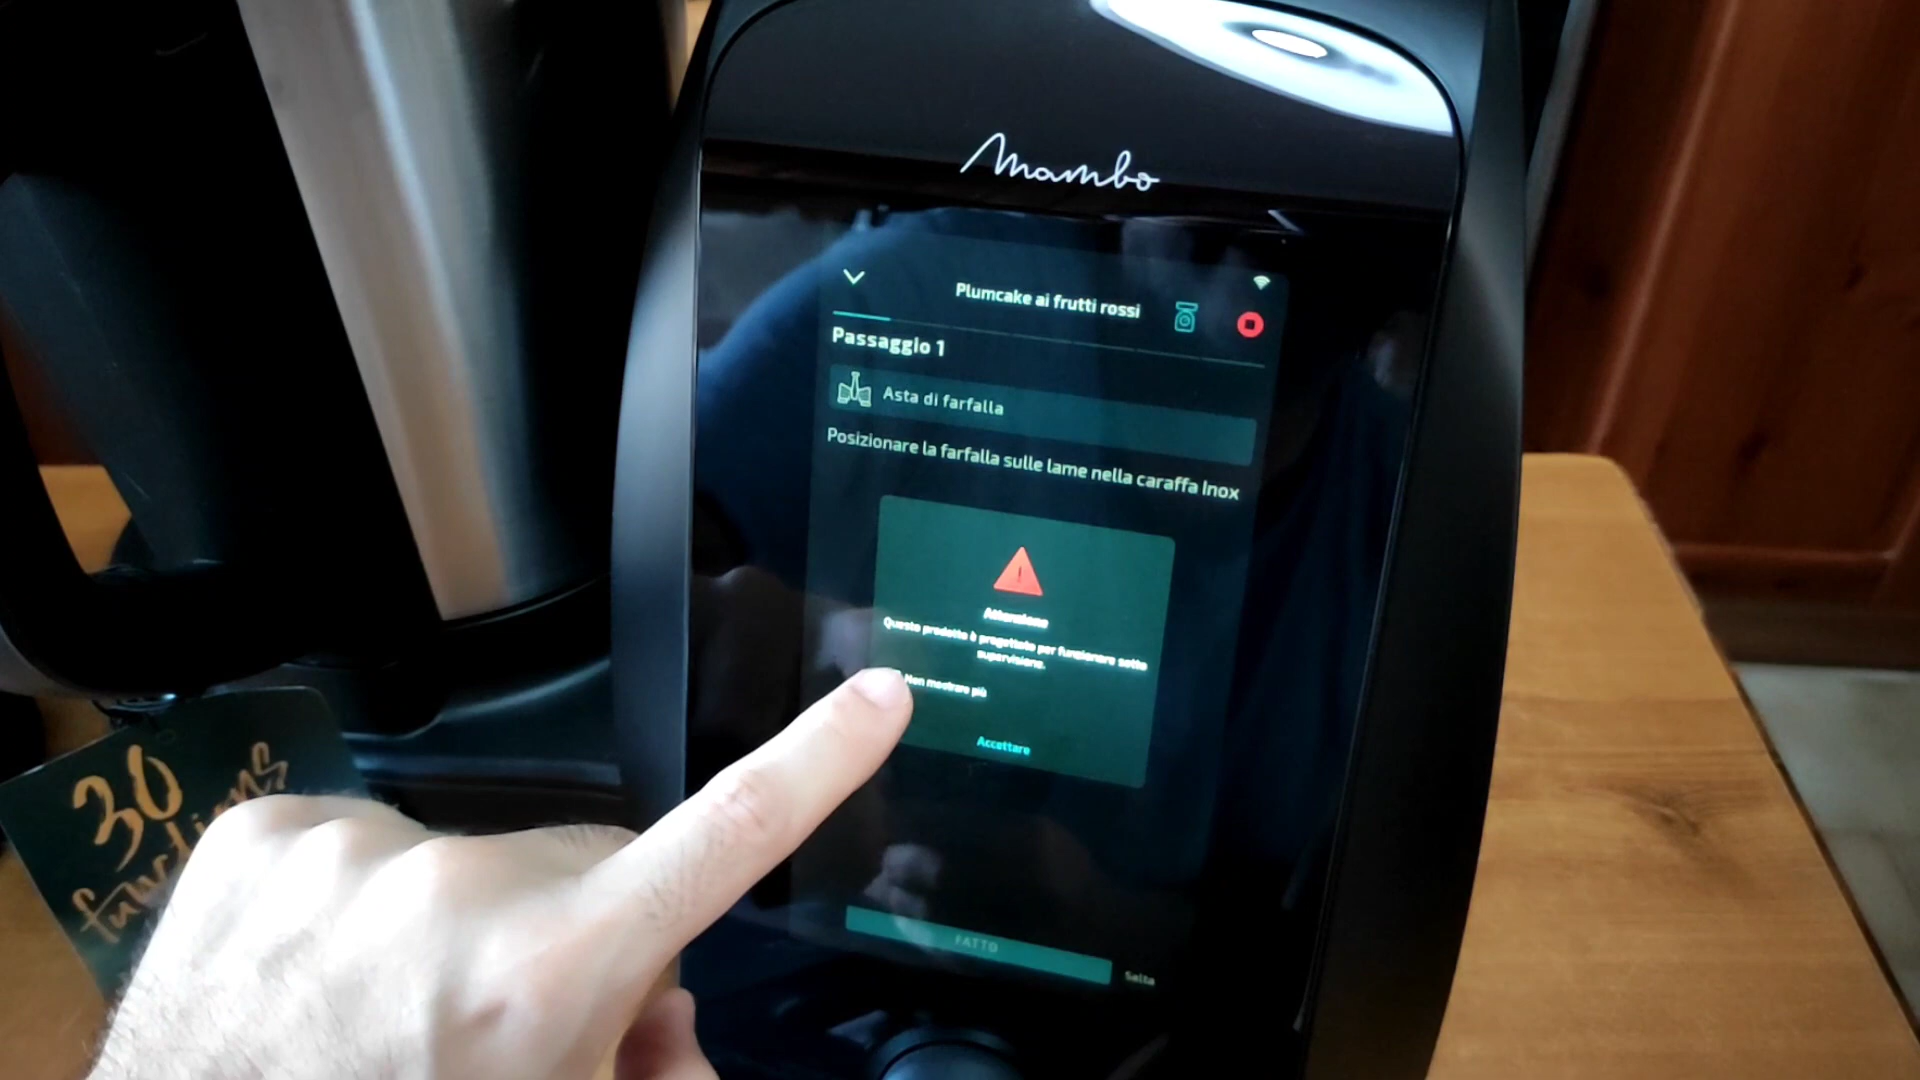 Mambo
Plumcake ai frutti rossi
Passaggio 1
Asta di farfalla
Posizionare la farfalla sulle lame nella caraffa Inox
Attenzione
Questo prodotto è progettato per funzionare sotto
supervisione.
Non mostrare più
Accettare
FATTO
Salta
30
functions